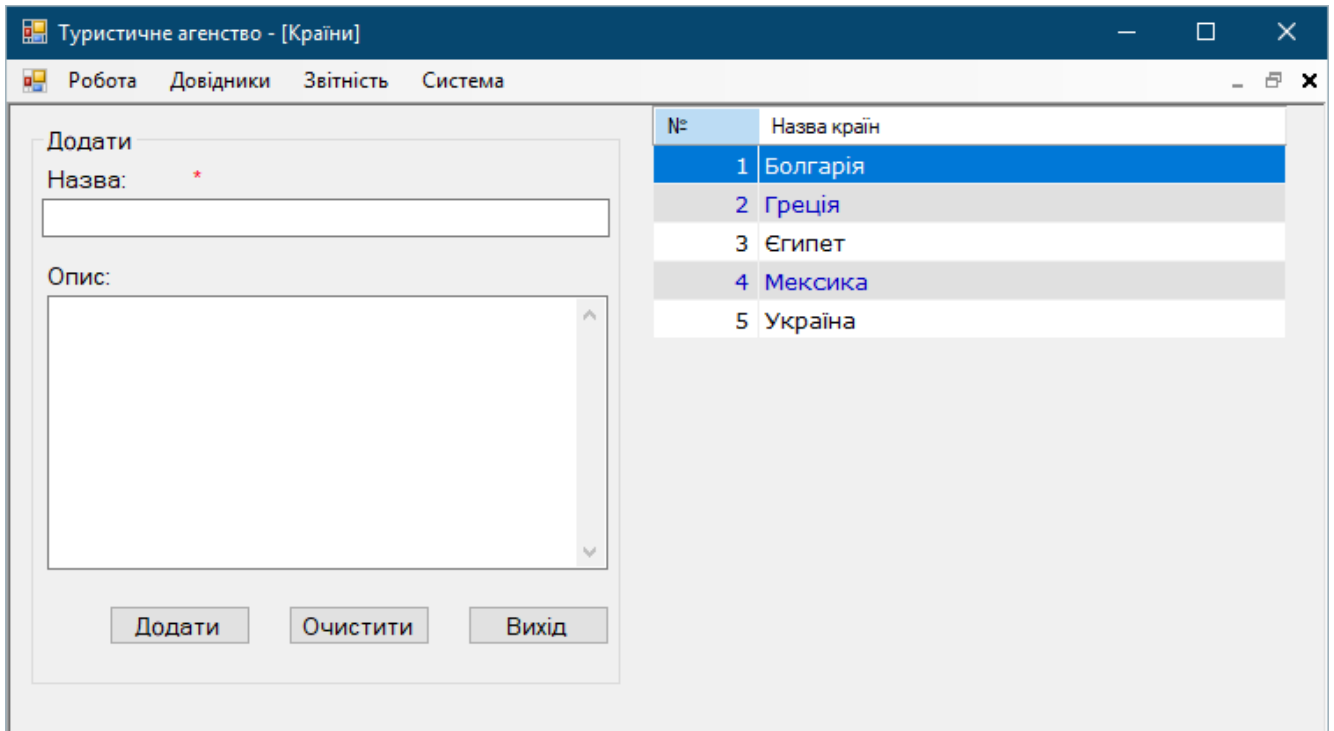 Туристичне агенство - [Країни]
Робота Довідники Звітність Система
Додати
Назва: *
Опис:
Додати Очистити Вихід
№ Назва країн
1 Болгарія
2 Греція
3 Єгипет
4 Мексика
5 Україна